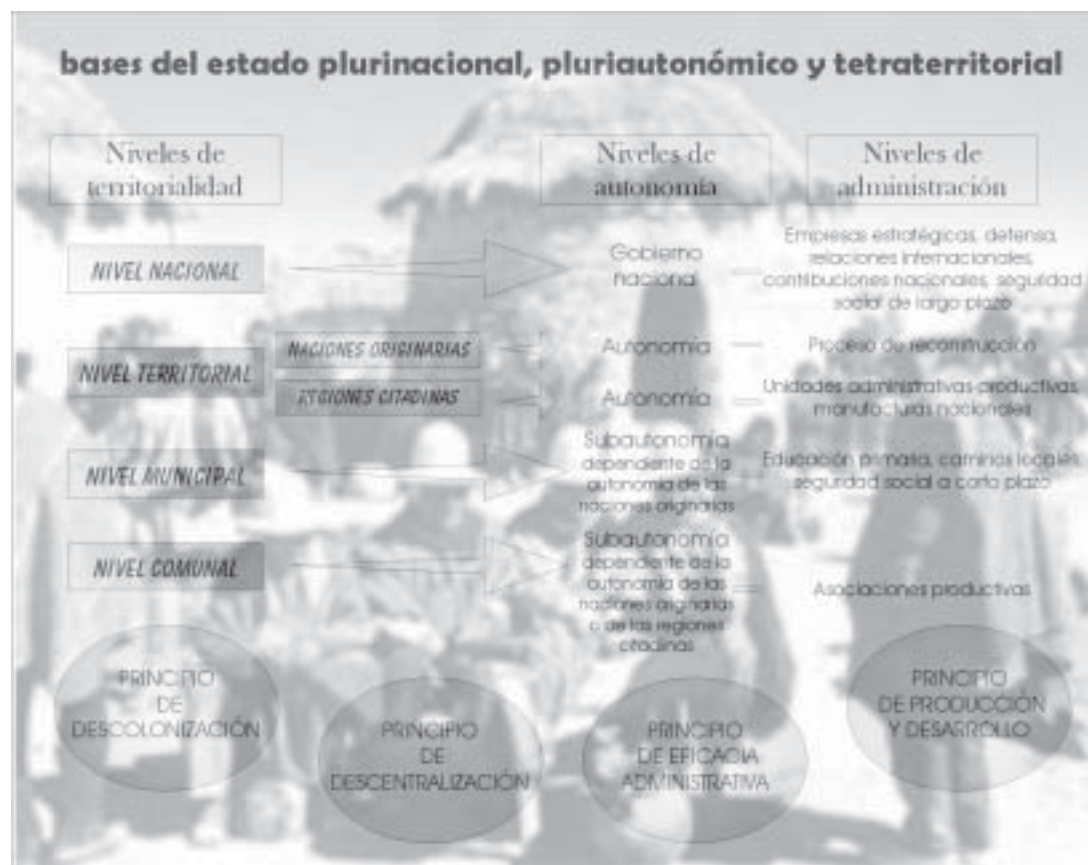 bases del estado plurinacional, pluriautonómico y tetraterritorial
Niveles de
territorialidad
Niveles de
autonomía
Niveles de
administración
NIVEL NACIONAL
Gobierno
nacional
Empresas estratégicas, defensa,
relaciones internacionales,
contribuciones nacionales, seguridad
social de largo plazo
NIVEL TERRITORIAL
NACIONES ORIGINARIAS
Autonomía
Proceso de reconstrucción
REGIONES CITADINAS
Autonomía
Unidades administrativas productivas,
manufacturas nacionales
NIVEL MUNICIPAL
Subautonomía
dependiente de la
autonomía de las
naciones originarias
Educación primaria, caminos locales,
seguridad social a corto plazo
NIVEL COMUNAL
Subautonomía
dependiente de la
autonomía de las
naciones originarias
o de las regiones
citadinas
Asociaciones productivas
PRINCIPIO
DE
DESCOLONIZACIÓN
PRINCIPIO
DE
DESCENTRALIZACIÓN
PRINCIPIO
DE EFICACIA
ADMINISTRATIVA
PRINCIPIO
DE PRODUCCIÓN
Y DESARROLLO